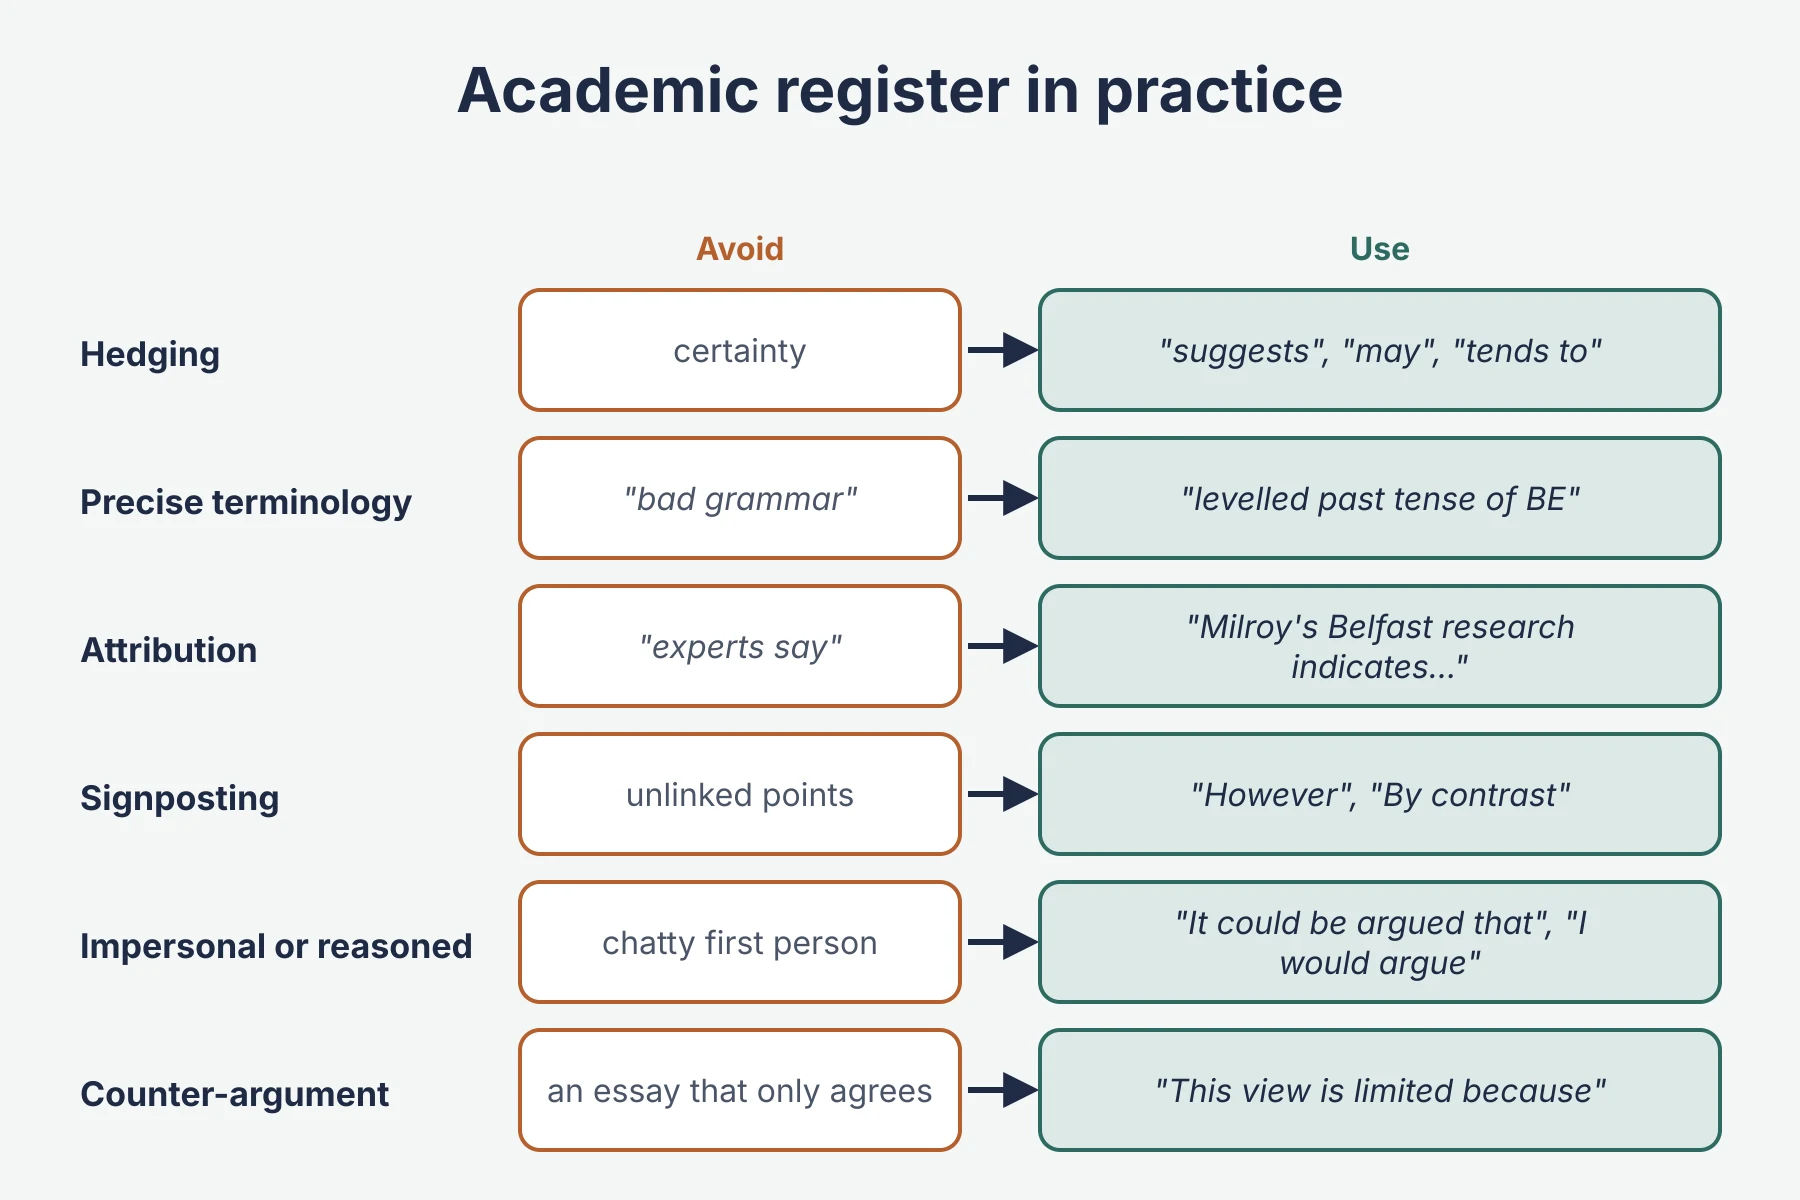 Academic register in practice
Avoid
Use
Hedging
certainty
"suggests", "may", "tends to"
Precise terminology
"bad grammar"
"levelled past tense of BE"
Attribution
"experts say"
"Milroy's Belfast research
indicates..."
Signposting
unlinked points
"However", "By contrast"
Impersonal or reasoned
chatty first person
"It could be argued that", "I
would argue"
Counter-argument
an essay that only agrees
"This view is limited because"